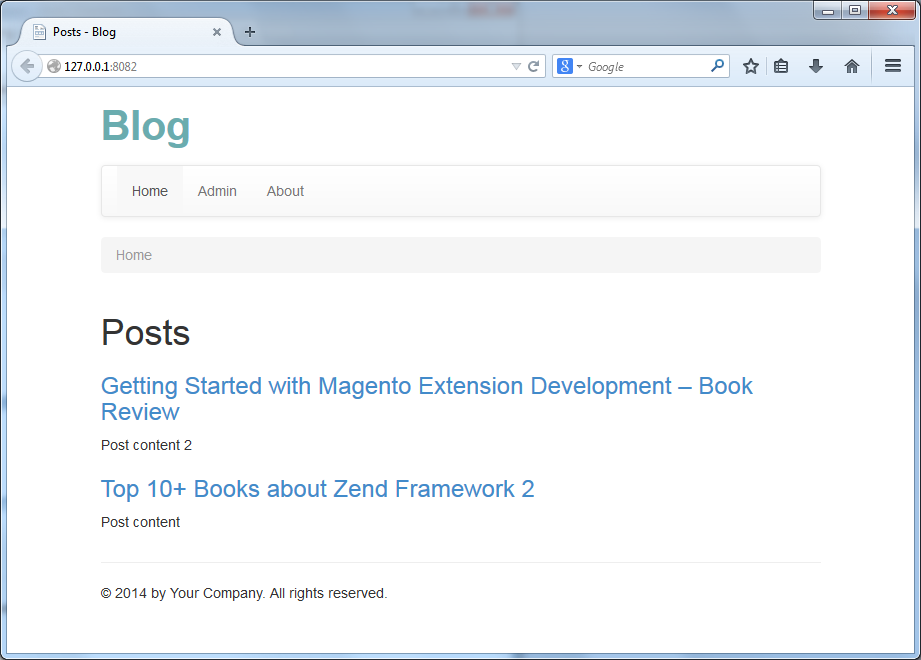 Posts - Blog
127.0.0.1:8082
8 Google
Blog
Home Admin About
Home
Posts
Getting Started with Magento Extension Development – Book
Review
Post content 2
Top 10+ Books about Zend Framework 2
Post content
© 2014 by Your Company. All rights reserved.